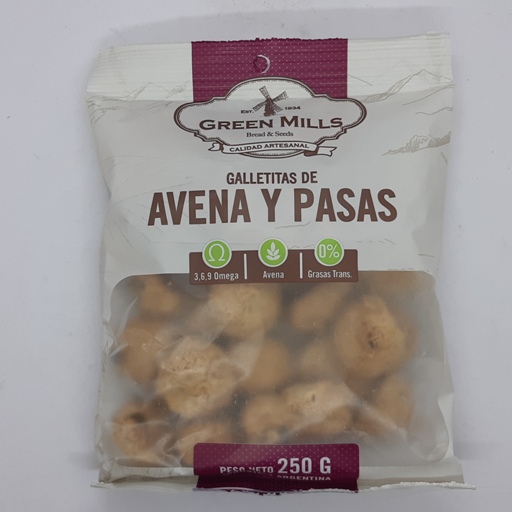 EST. 1934
GREEN MILLS
Bread & Seeds
CALIDAD ARTESANAL
GALLETITAS DE
AVENA Y PASAS
3,6,9 Omega
Avena
0%
Grasas Trans.
PESO NETO 250 G
ARGENTINA